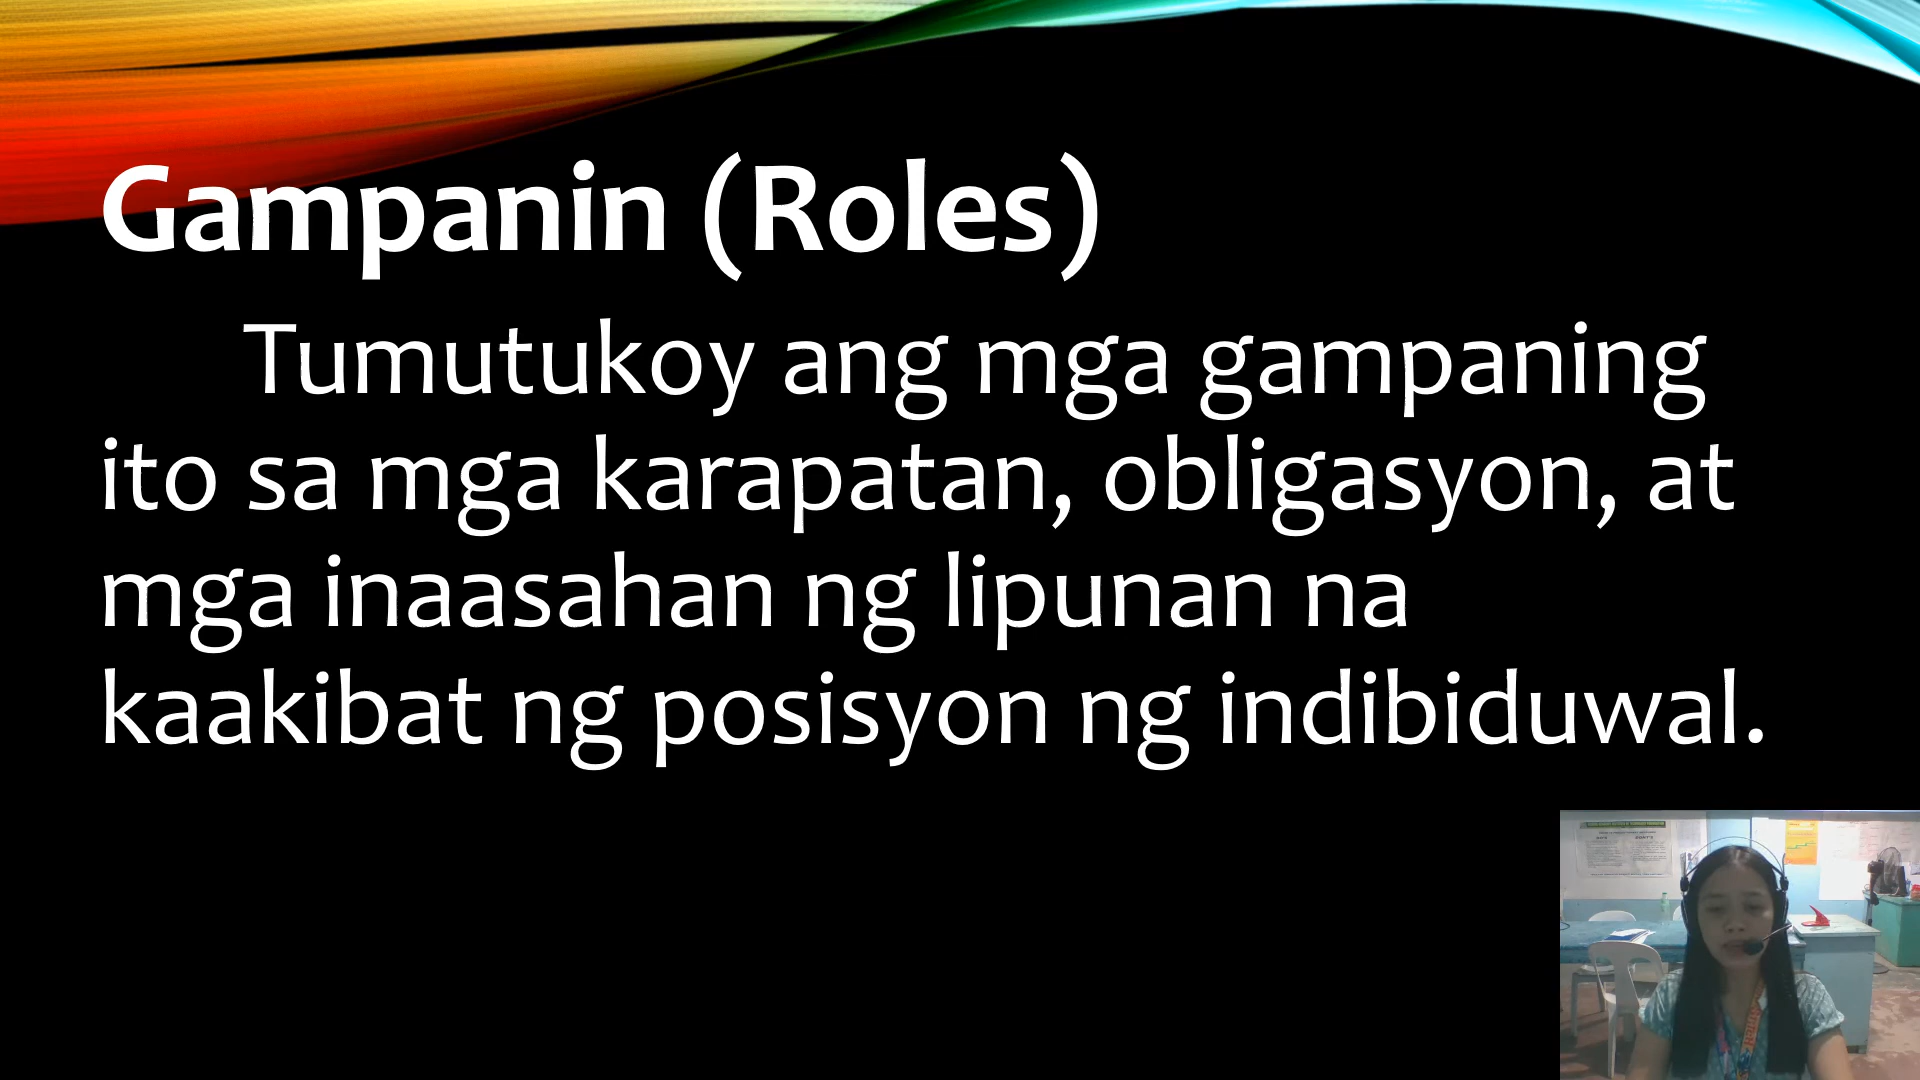 Gampanin (Roles)
Tumutukoy ang mga gampaning
ito sa mga karapatan, obligasyon, at
mga inaasahan ng lipunan na
kaakibat ng posisyon ng indibiduwal.